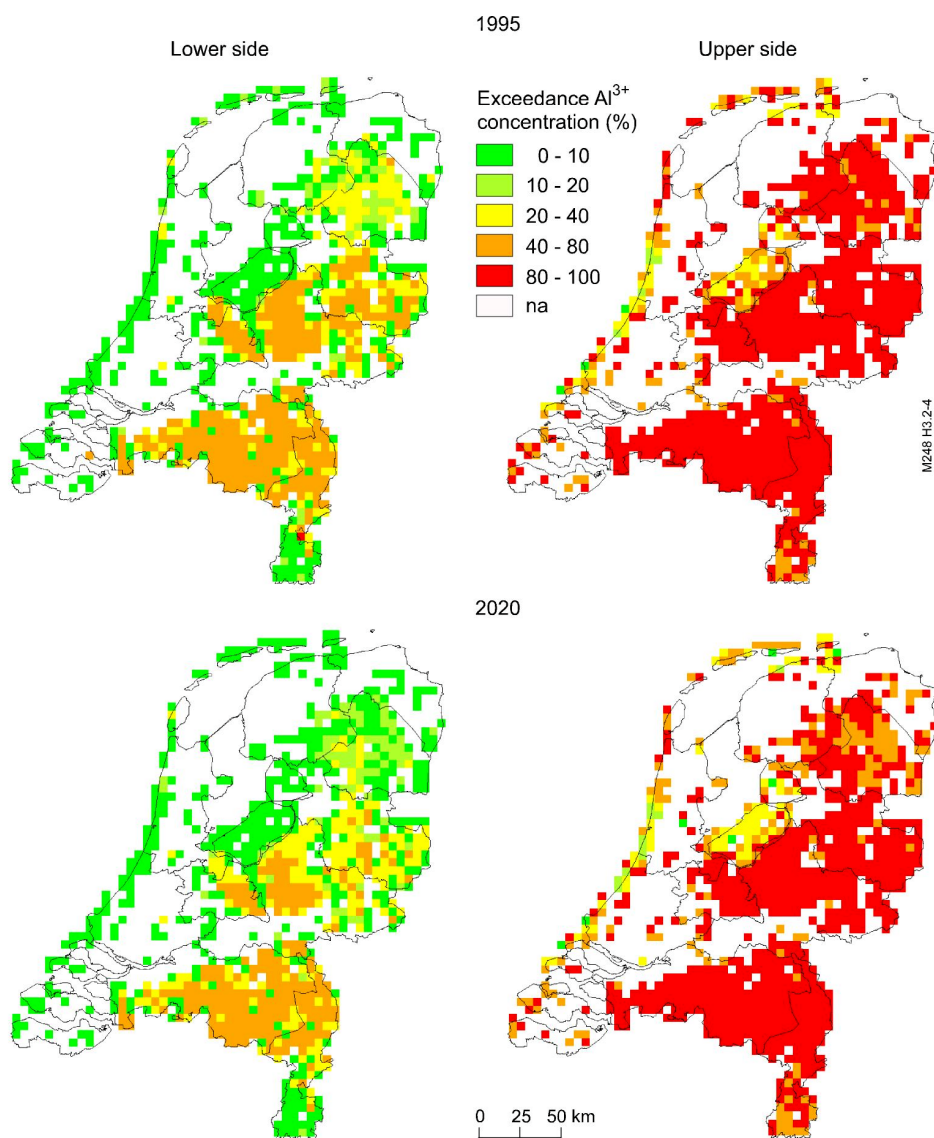 1995
Lower side
Upper side
Exceedance Al³⁺
concentration (%)
0 - 10
10 - 20
20 - 40
40 - 80
80 - 100
na
M248 H3.2-4
2020
0 25 50 km